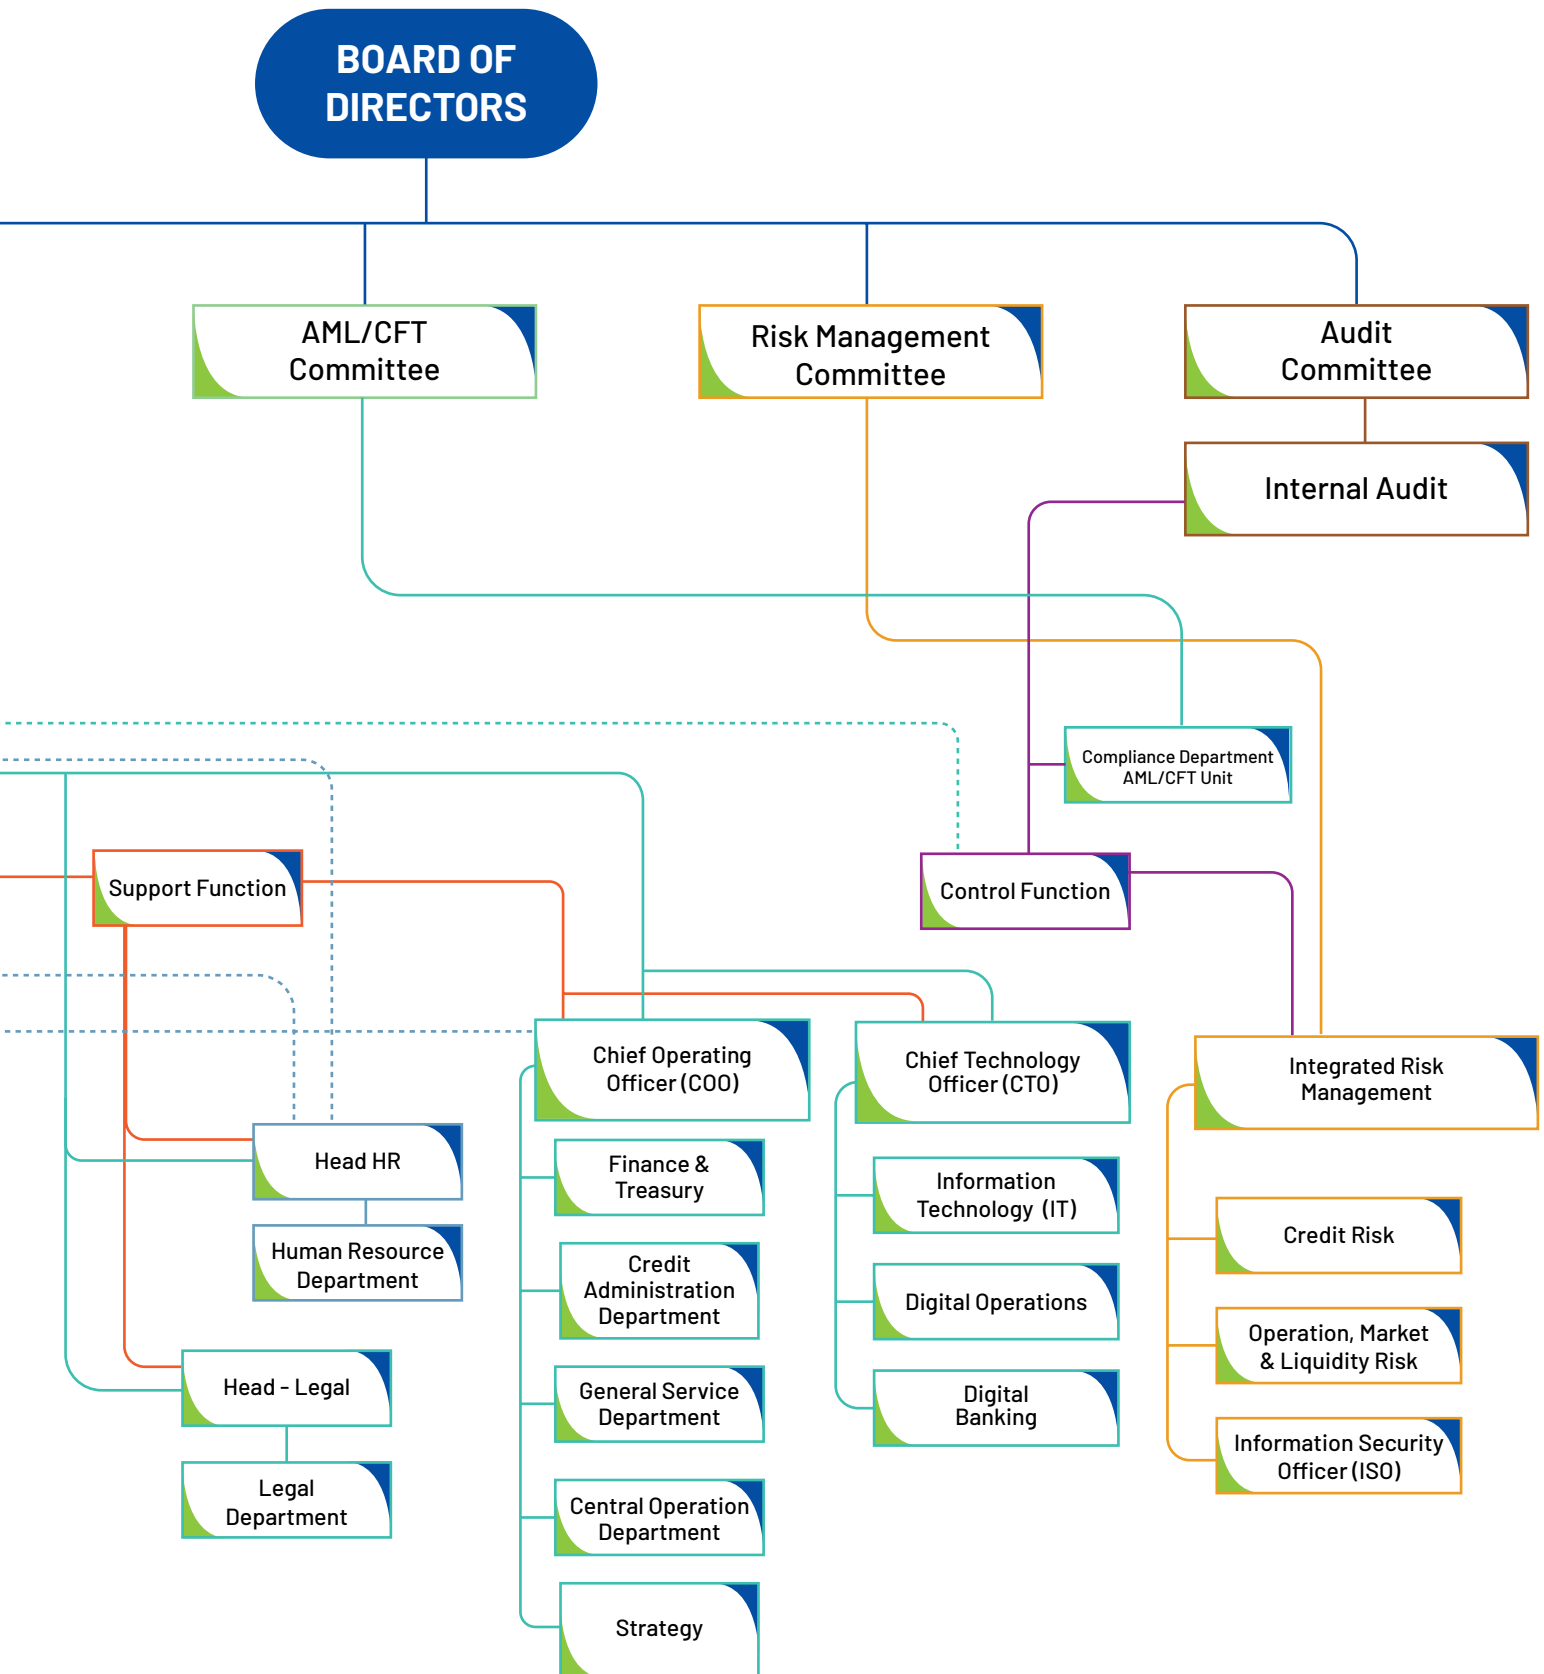 BOARD OF
DIRECTORS
AML/CFT
Committee
Risk Management
Committee
Audit
Committee
Internal Audit
Compliance Department
AML/CFT Unit
Support Function
Control Function
Chief Operating
Officer (COO)
Chief Technology
Officer (CTO)
Integrated Risk
Management
Head HR
Human Resource
Department
Head - Legal
Legal
Department
Finance &
Treasury
Credit
Administration
Department
General Service
Department
Central Operation
Department
Strategy
Information
Technology (IT)
Digital Operations
Digital
Banking
Credit Risk
Operation, Market
& Liquidity Risk
Information Security
Officer (ISO)